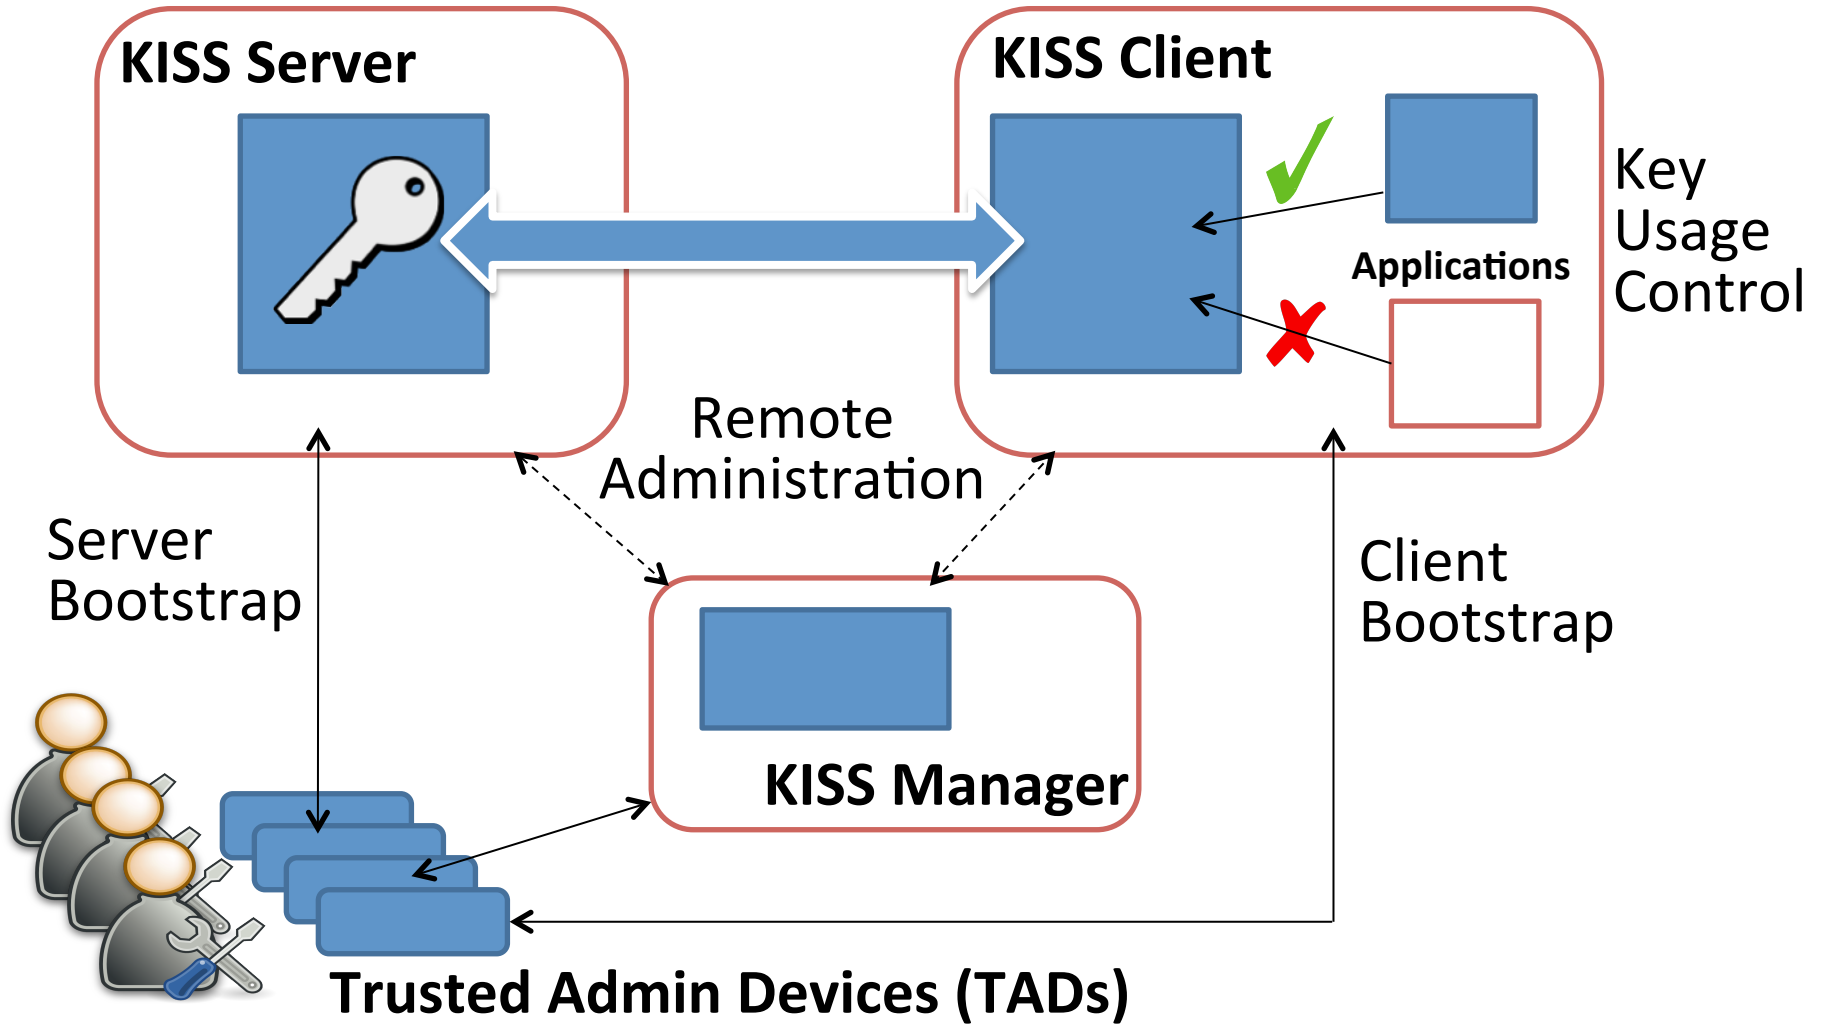 KISS Server
KISS Client
Key
Usage
Control
Applications
Remote
Administration
Server
Bootstrap
Client
Bootstrap
KISS Manager
Trusted Admin Devices (TADs)